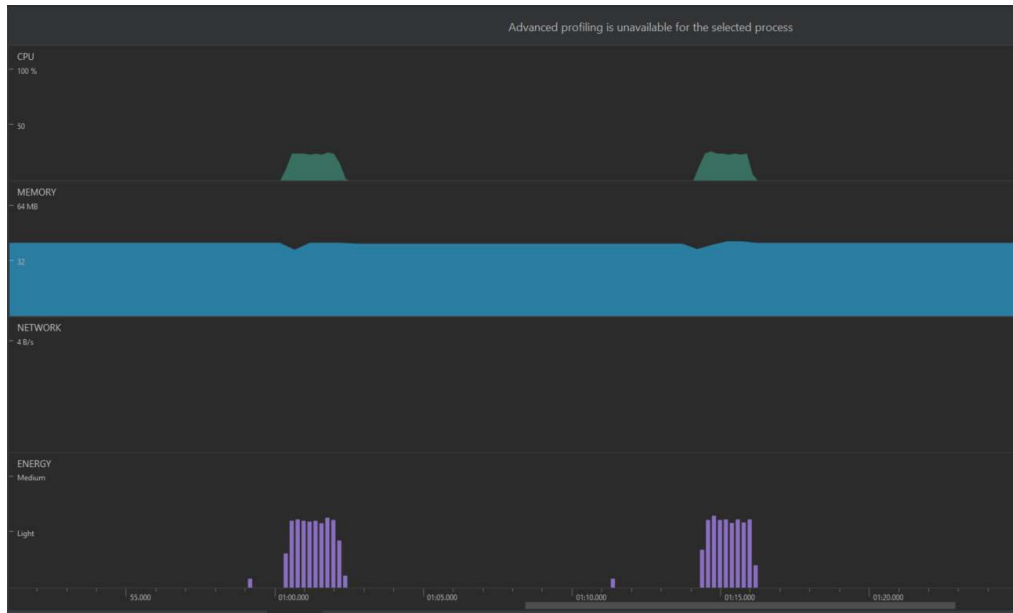 Advanced profiling is unavailable for the selected process
CPU
100 %
50
MEMORY
64 MB
32
NETWORK
4 B/s
ENERGY
Medium
Light
55.000 01:00.000 01:05.000 01:10.000 01:15.000 01:20.000